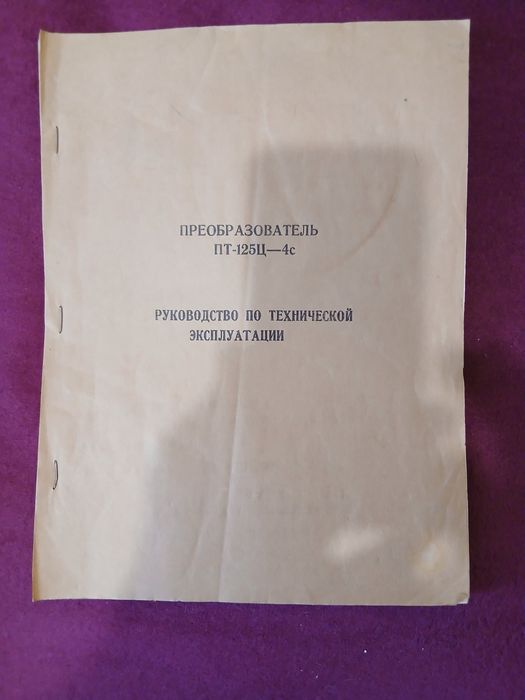 ПРЕОБРАЗОВАТЕЛЬ
ПТ-125Ц—4с
РУКОВОДСТВО ПО ТЕХНИЧЕСКОЙ
ЭКСПЛУАТАЦИИ